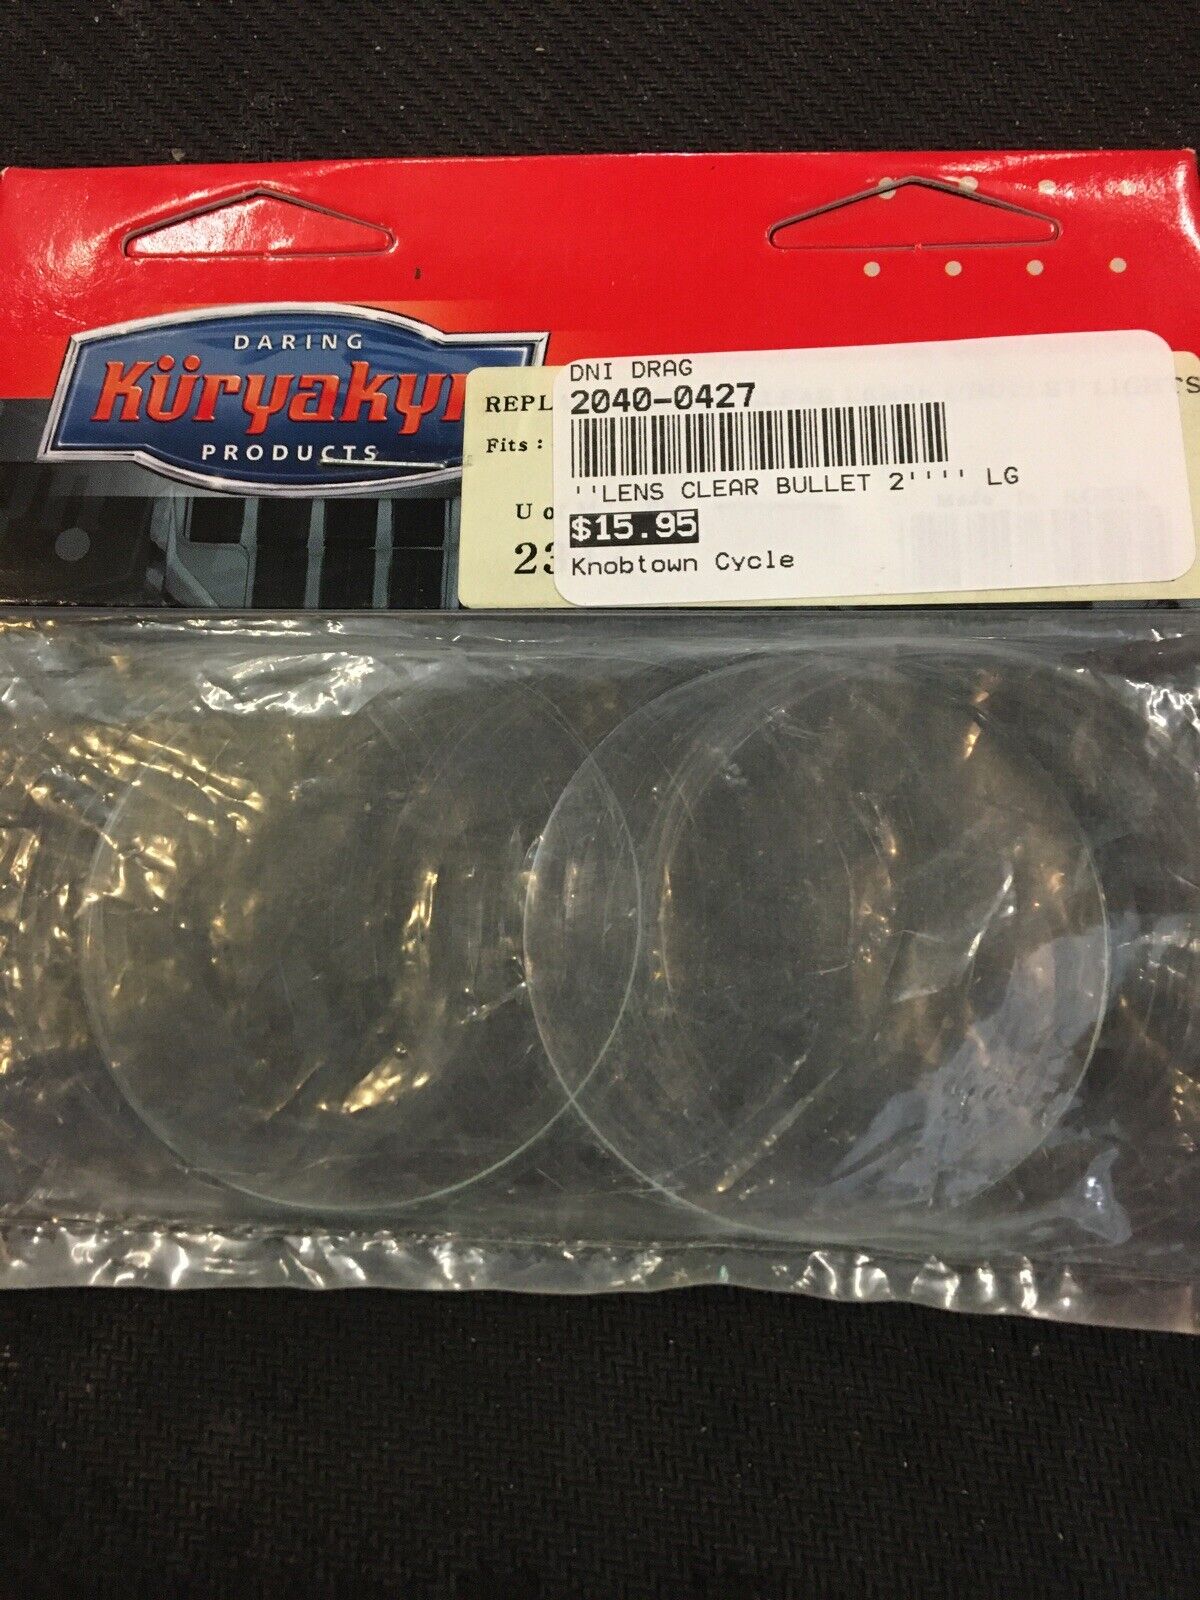 DARING
Küryakyn
PRODUCTS
REPL
Fits :
U o
23
DNI DRAG
2040-0427
''LENS CLEAR BULLET 2'''' LG
$15.95
Knobtown Cycle